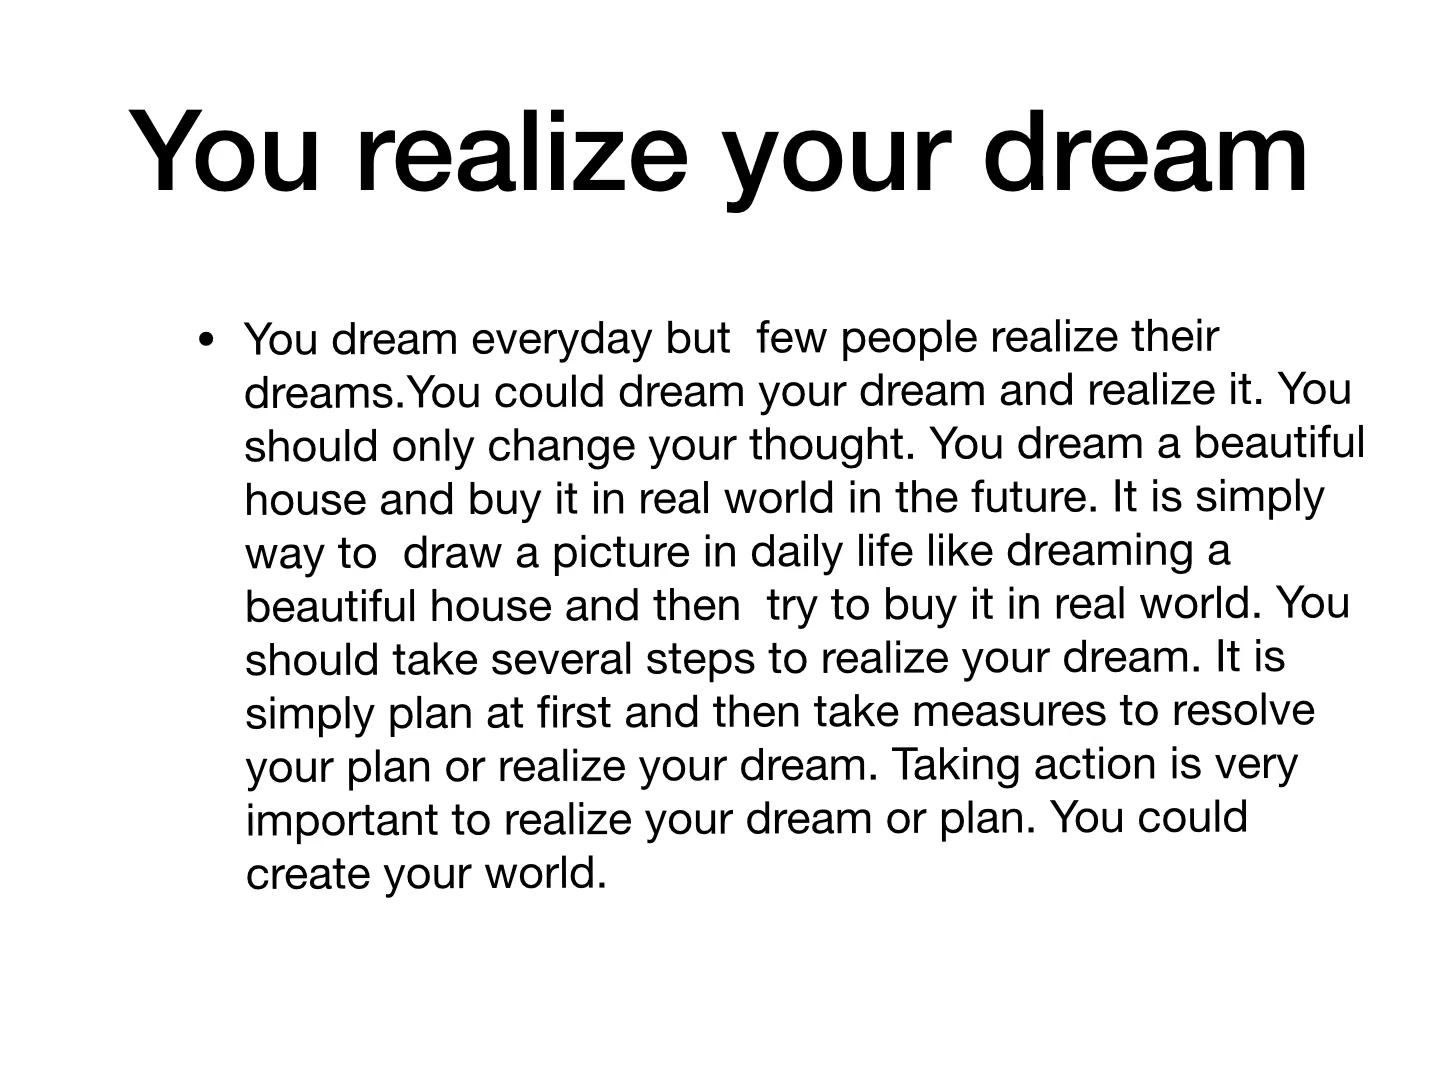 You realize your dream
• You dream everyday but  few people realize their
dreams.You could dream your dream and realize it. You
should only change your thought. You dream a beautiful
house and buy it in real world in the future. It is simply
way to  draw a picture in daily life like dreaming a
beautiful house and then  try to buy it in real world. You
should take several steps to realize your dream. It is
simply plan at first and then take measures to resolve
your plan or realize your dream. Taking action is very
important to realize your dream or plan. You could
create your world.